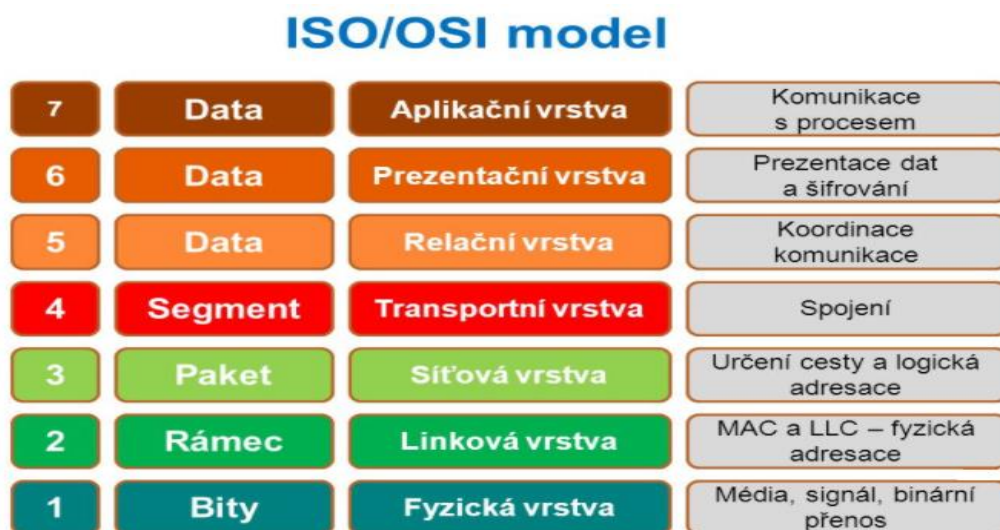 ISO/OSI model
7 Data Aplikační vrstva Komunikace
s procesem
6 Data Prezentační vrstva Prezentace dat
a šifrování
5 Data Relační vrstva Koordinace
komunikace
4 Segment Transportní vrstva Spojení
3 Paket Síťová vrstva Určení cesty a logická
adresace
2 Rámec Linková vrstva MAC a LLC – fyzická
adresace
1 Bity Fyzická vrstva Média, signál, binární
přenos